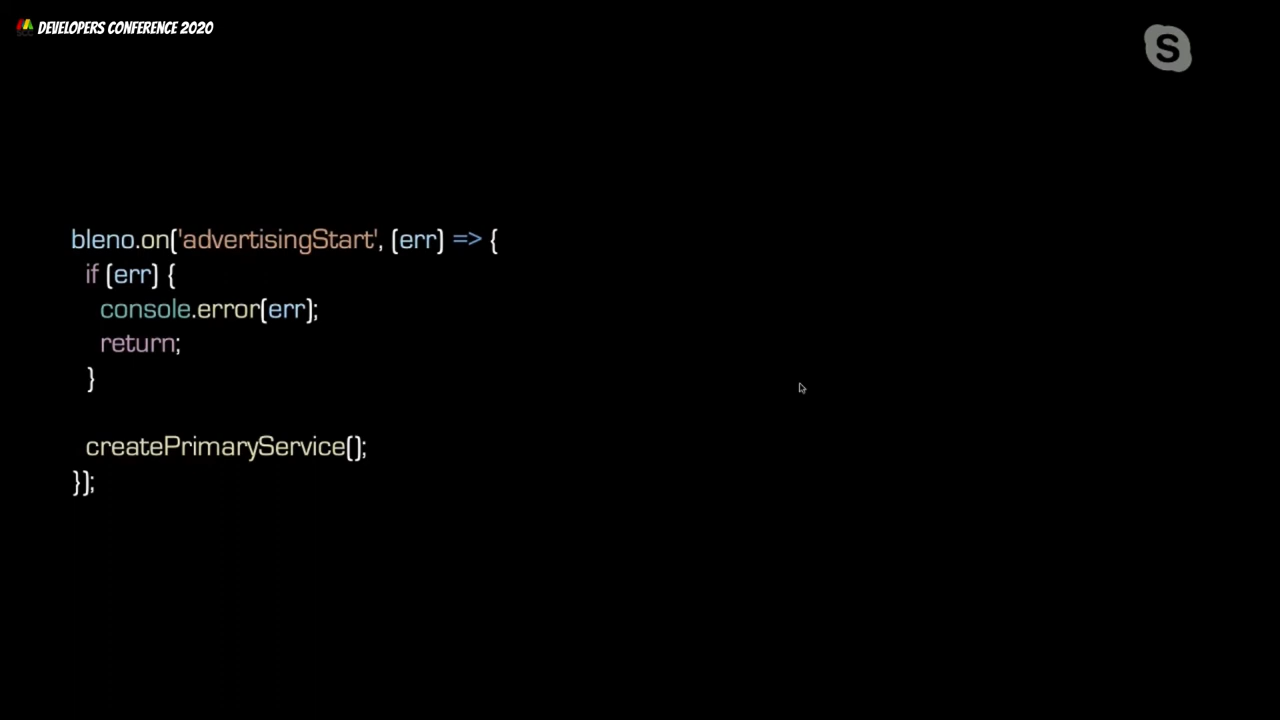 DEVELOPERS CONFERENCE 2020
S
bleno.on('advertisingStart', (err) => {
if (err) {
console.error(err);
return;
}
createPrimaryService();
});